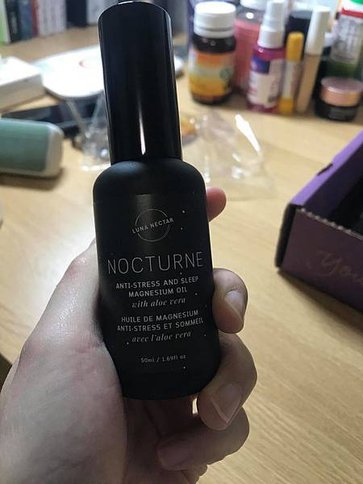 LUNA NECTAR
NOCTURNE
ANTI-STRESS AND SLEEP
MAGNESIUM OIL
with aloe vera
HUILE DE MAGNESIUM
ANTI-STRESS ET SOMMEIL
avec l'aloe vera
50ml / 1.69fl oz